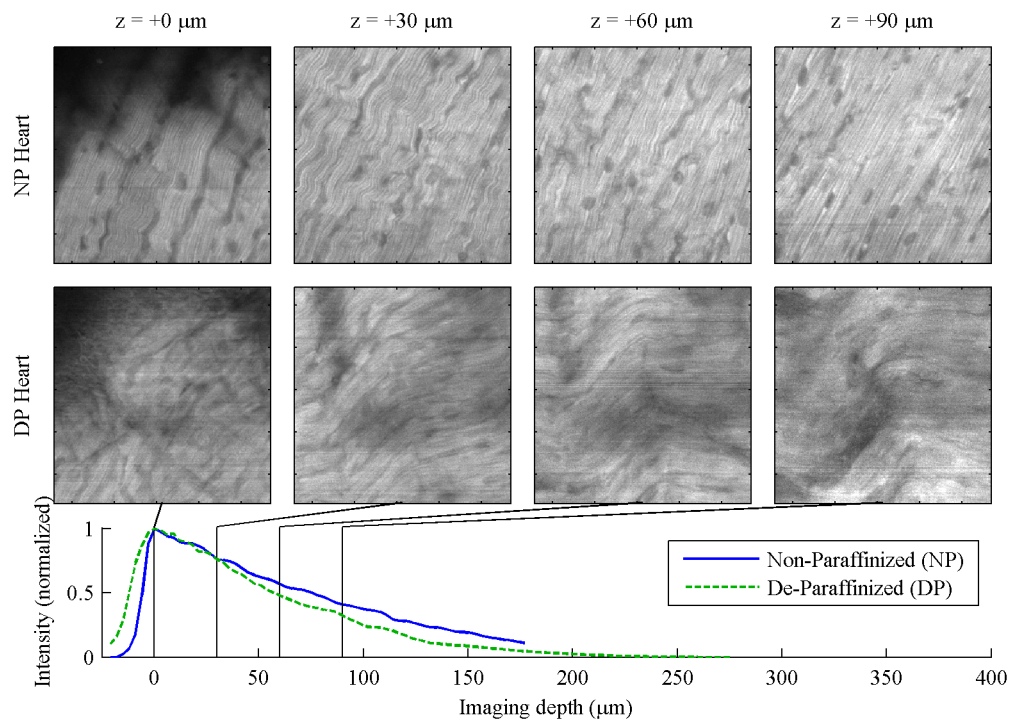 z = +0 μm
z = +30 μm
z = +60 μm
z = +90 μm
NP Heart
DP Heart
Intensity (normalized)
1
0.5
0
Non-Paraffinized (NP)
De-Paraffinized (DP)
0
50
100
150
200
250
300
350
400
Imaging depth (μm)